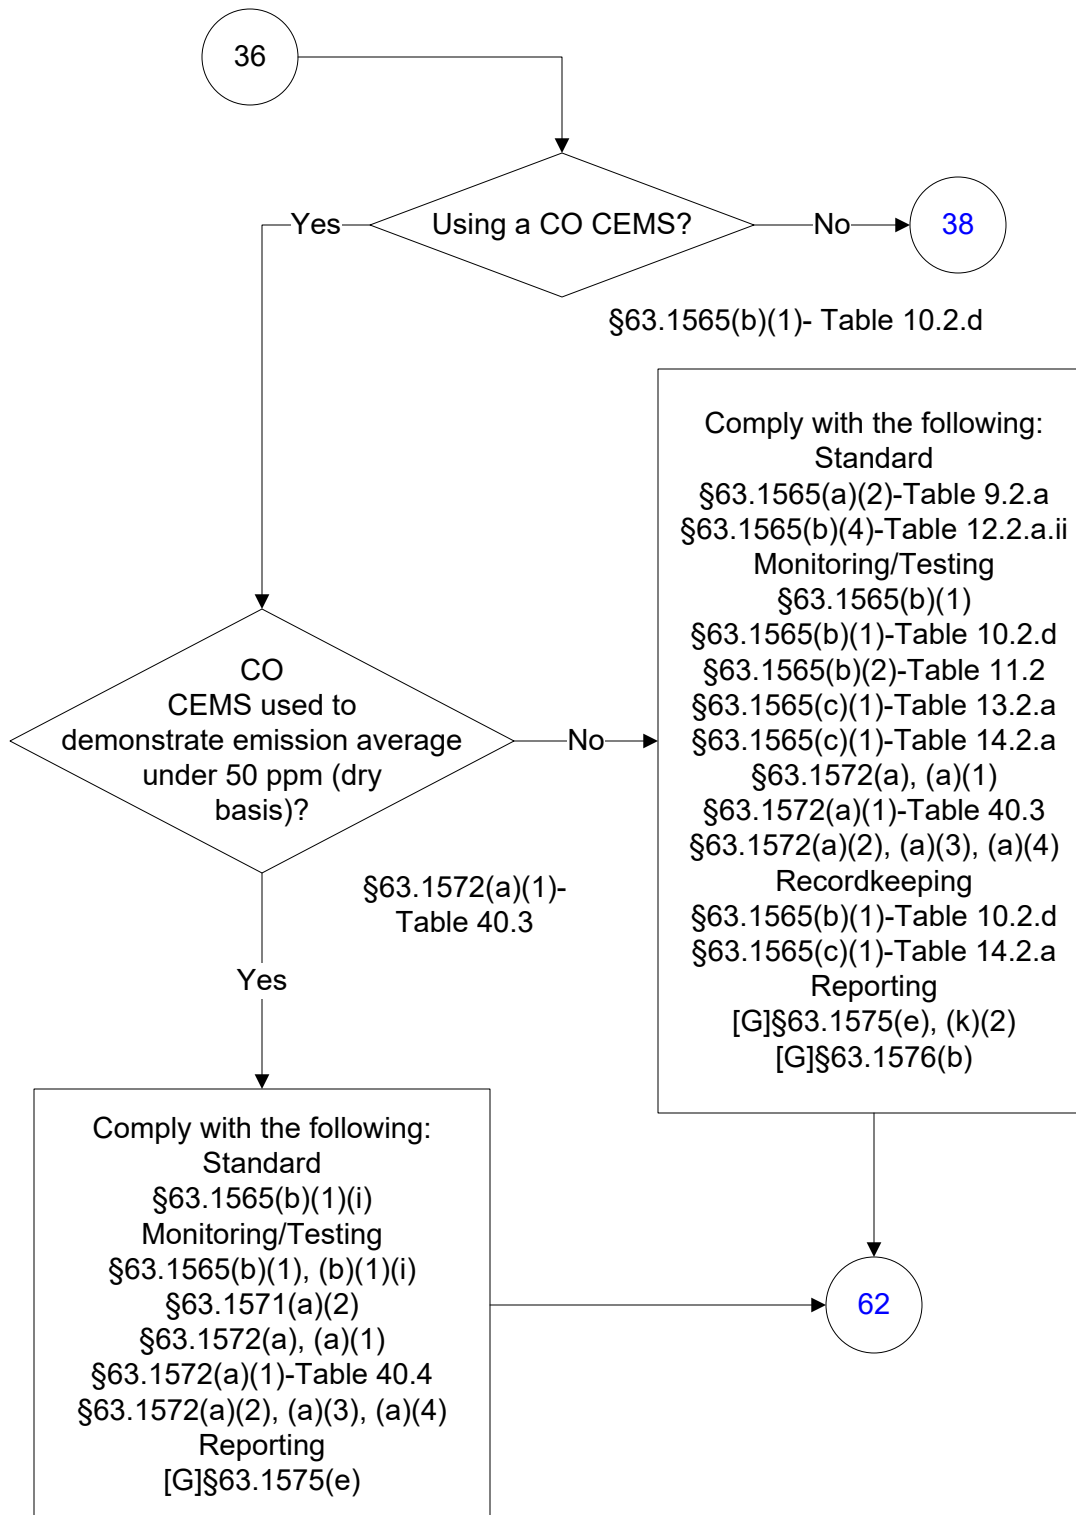 36
Using a CO CEMS?
Yes
No
38
§63.1565(b)(1)- Table 10.2.d
CO
CEMS used to
demonstrate emission average
under 50 ppm (dry
basis)?
No
§63.1572(a)(1)-
Table 40.3
Yes
Comply with the following:
Standard
§63.1565(a)(2)-Table 9.2.a
§63.1565(b)(4)-Table 12.2.a.ii
Monitoring/Testing
§63.1565(b)(1)
§63.1565(b)(1)-Table 10.2.d
§63.1565(b)(2)-Table 11.2
§63.1565(c)(1)-Table 13.2.a
§63.1565(c)(1)-Table 14.2.a
§63.1572(a), (a)(1)
§63.1572(a)(1)-Table 40.3
§63.1572(a)(2), (a)(3), (a)(4)
Recordkeeping
§63.1565(b)(1)-Table 10.2.d
§63.1565(c)(1)-Table 14.2.a
Reporting
[G]§63.1575(e), (k)(2)
[G]§63.1576(b)
Comply with the following:
Standard
§63.1565(b)(1)(i)
Monitoring/Testing
§63.1565(b)(1), (b)(1)(i)
§63.1571(a)(2)
§63.1572(a), (a)(1)
§63.1572(a)(1)-Table 40.4
§63.1572(a)(2), (a)(3), (a)(4)
Reporting
[G]§63.1575(e)
62